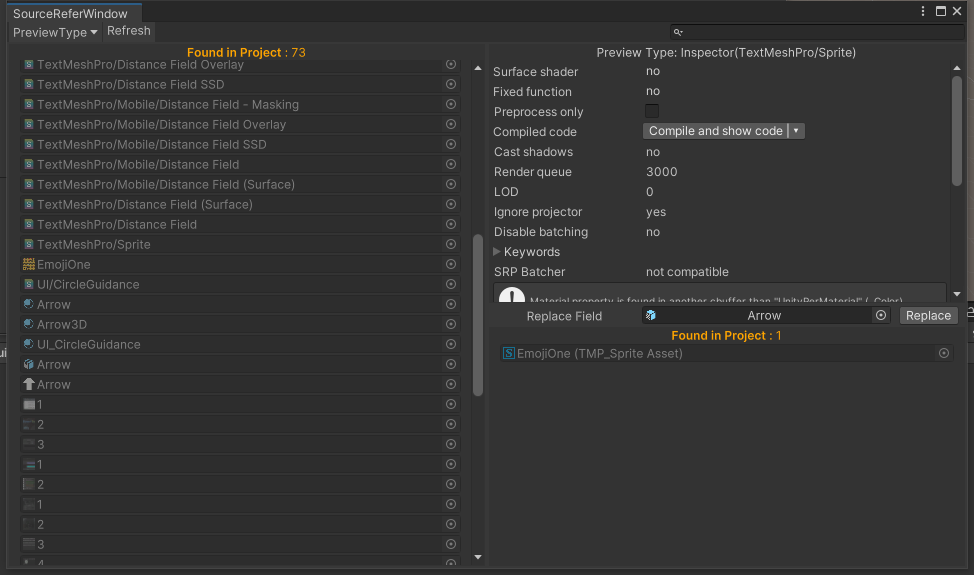 SourceReferWindow
PreviewType
Refresh
Found in Project : 73
TextMeshPro/Distance Field Overlay
TextMeshPro/Distance Field SSD
TextMeshPro/Mobile/Distance Field - Masking
TextMeshPro/Mobile/Distance Field Overlay
TextMeshPro/Mobile/Distance Field SSD
TextMeshPro/Mobile/Distance Field
TextMeshPro/Mobile/Distance Field (Surface)
TextMeshPro/Distance Field (Surface)
TextMeshPro/Distance Field
TextMeshPro/Sprite
EmojiOne
UI/CircleGuidance
Arrow
Arrow3D
UI_CircleGuidance
Arrow
Arrow
1
2
3
1
2
1
2
3
4
Preview Type: Inspector(TextMeshPro/Sprite)
Surface shader no
Fixed function no
Preprocess only
Compiled code Compile and show code
Cast shadows no
Render queue 3000
LOD 0
Ignore projector yes
Disable batching no
Keywords
SRP Batcher not compatible
Material property is found in another cbuffer than "UnityPerMaterial" (_Color)
Replace Field Arrow Replace
Found in Project : 1
EmojiOne (TMP_Sprite Asset)